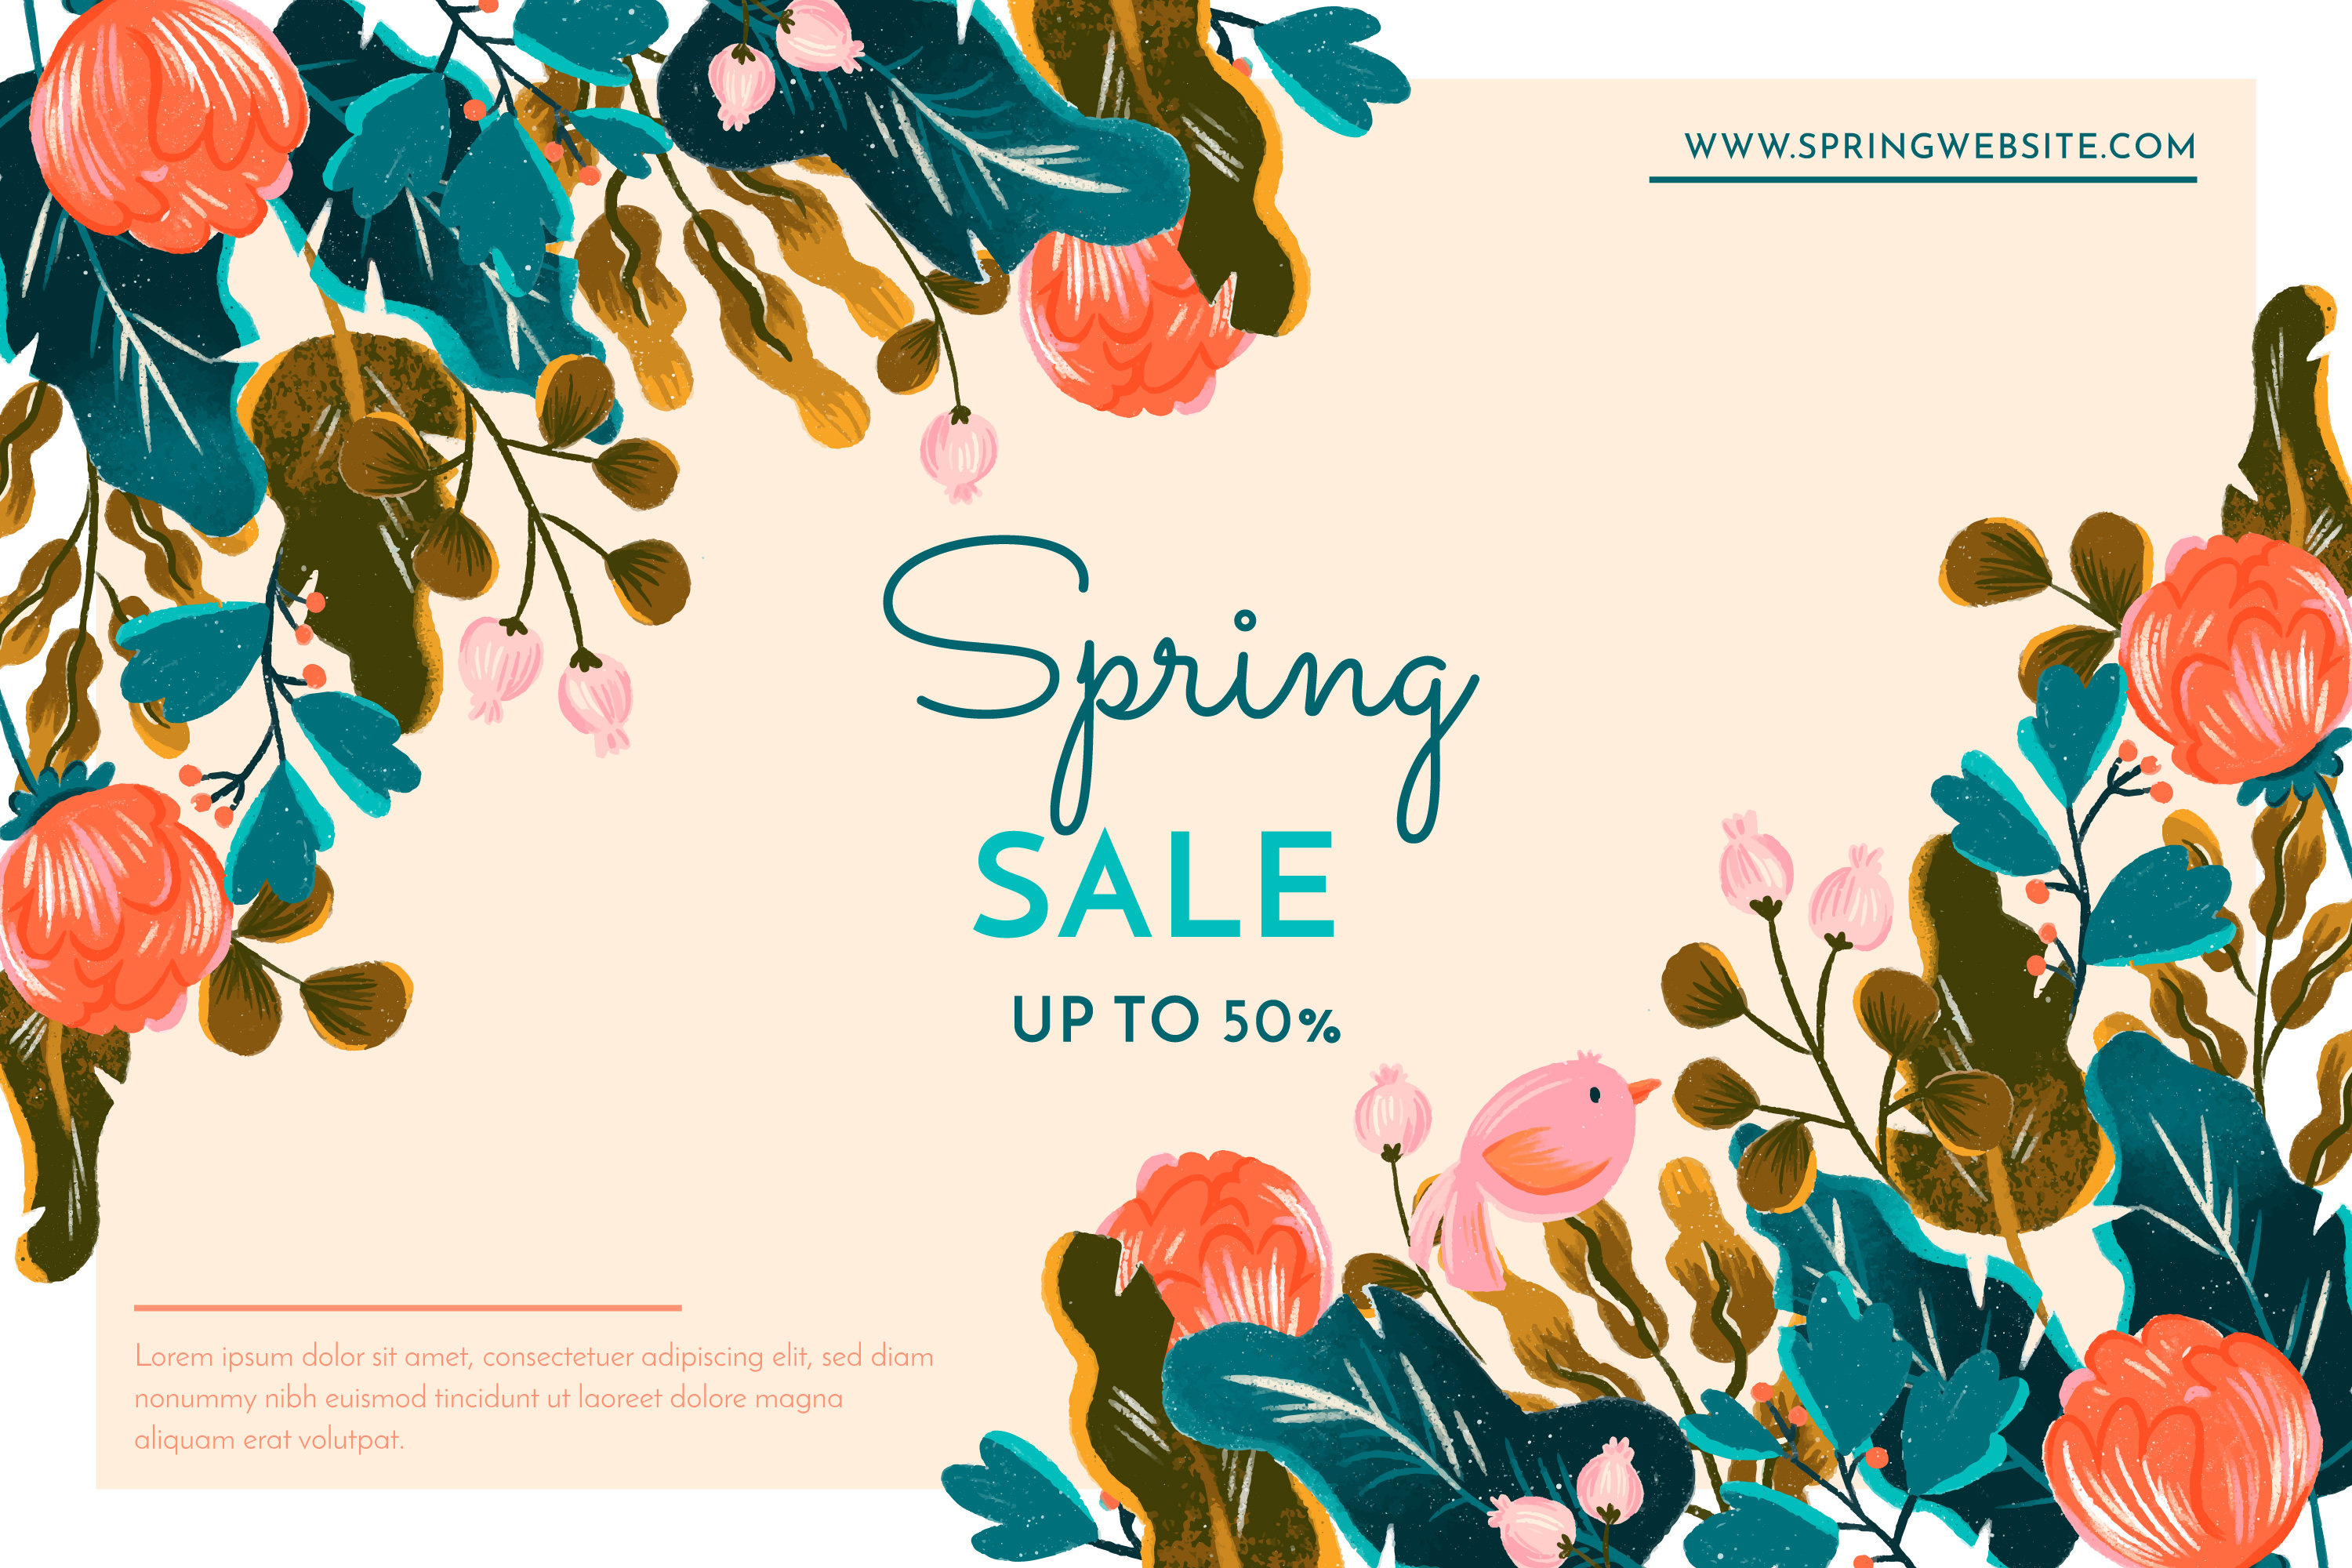 WWW.SPRINGWEBSITE.COM
Spring
SALE
UP TO 50%
Lorem ipsum dolor sit amet, consectetuer adipiscing elit, sed diam
nonummy nibh euismod tincidunt ut laoreet dolore magna
aliquam erat volutpat.